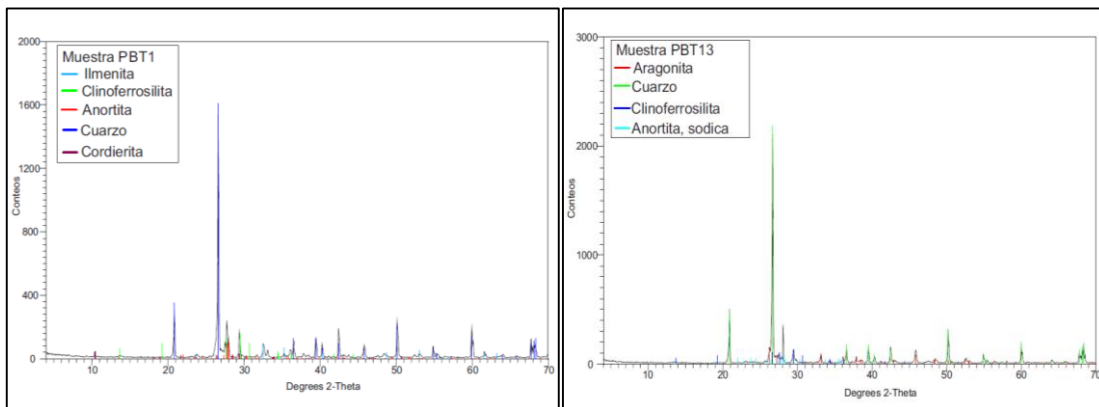 Muestra PBT1
Ilmenita
Clinoferrosilita
Anortita
Cuarzo
Cordierita
2000
1600
1200
800
400
0
Conteos
10 20 30 40 50 60 70
Degrees 2-Theta
Muestra PBT13
Aragonita
Cuarzo
Clinoferrosilita
Anortita, sodica
3000
2000
1000
0
Conteos
10 20 30 40 50 60 70
Degrees 2-Theta